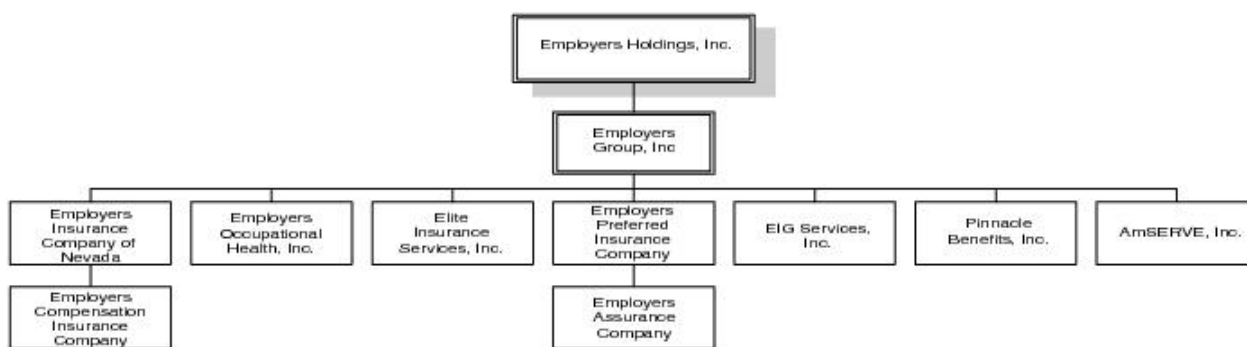 Employers Holdings, Inc.
Employers
Group, Inc
Employers
Insurance
Company of
Nevada
Employers
Occupational
Health, Inc.
Elite
Insurance
Services, Inc.
Employers
Preferred
Insurance
Company
EIG Services,
Inc.
Pinnacle
Benefits, Inc.
AmSERVE, Inc.
Employers
Compensation
Insurance
Company
Employers
Assurance
Company